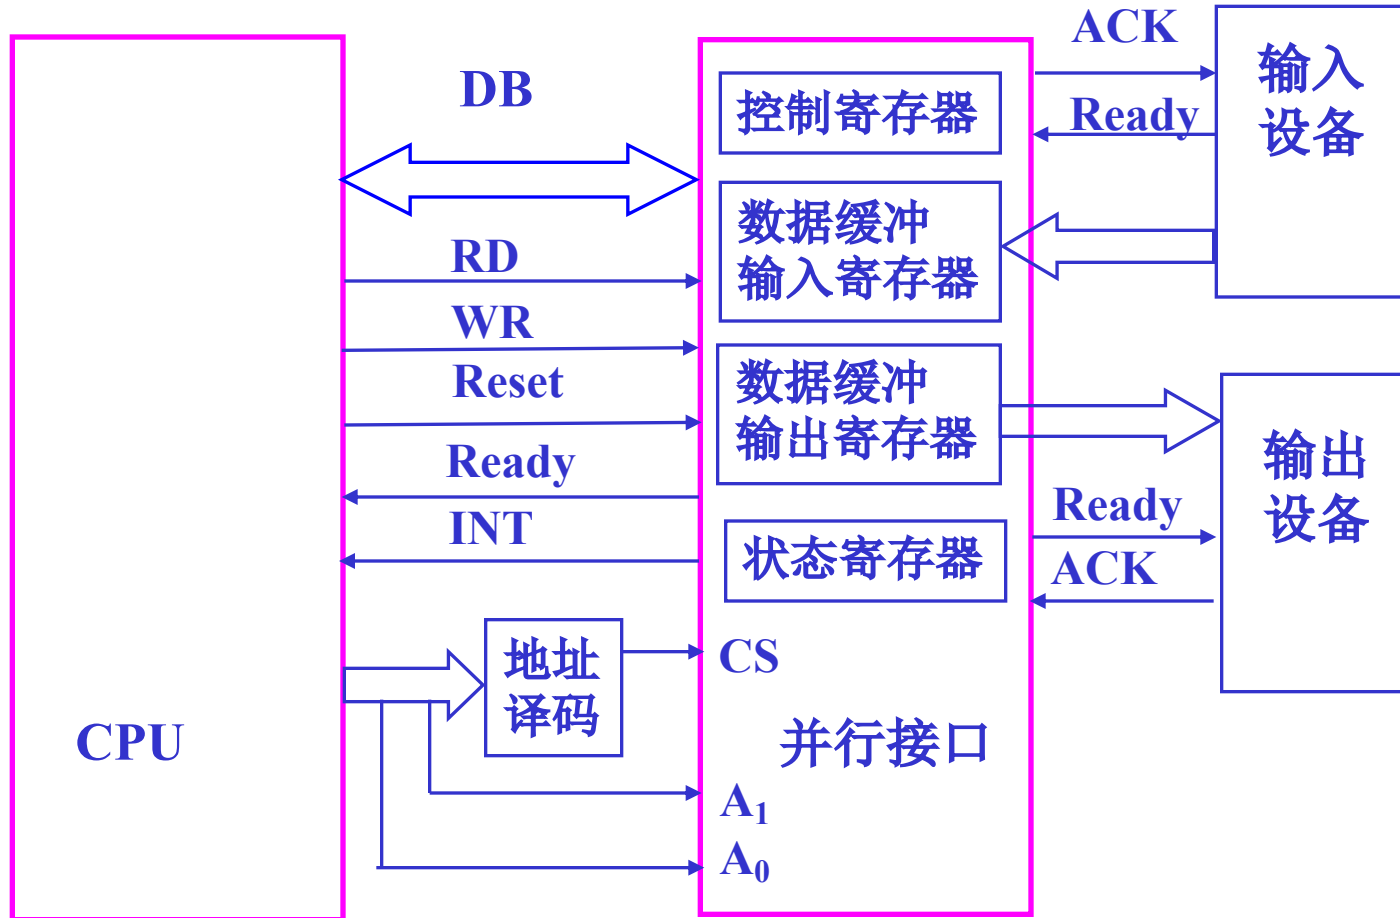 ACK
输入
设备
Ready
DB
控制寄存器
数据缓冲
输入寄存器
RD
WR
Reset
数据缓冲
输出寄存器
输出
设备
Ready
INT
Ready
ACK
状态寄存器
地址
译码
CS
CPU
并行接口
A₁
A₀